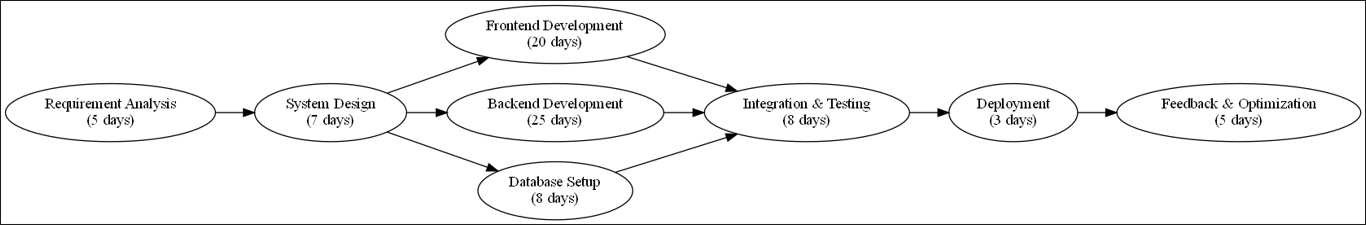 Requirement Analysis
(5 days)
System Design
(7 days)
Frontend Development
(20 days)
Backend Development
(25 days)
Database Setup
(8 days)
Integration & Testing
(8 days)
Deployment
(3 days)
Feedback & Optimization
(5 days)